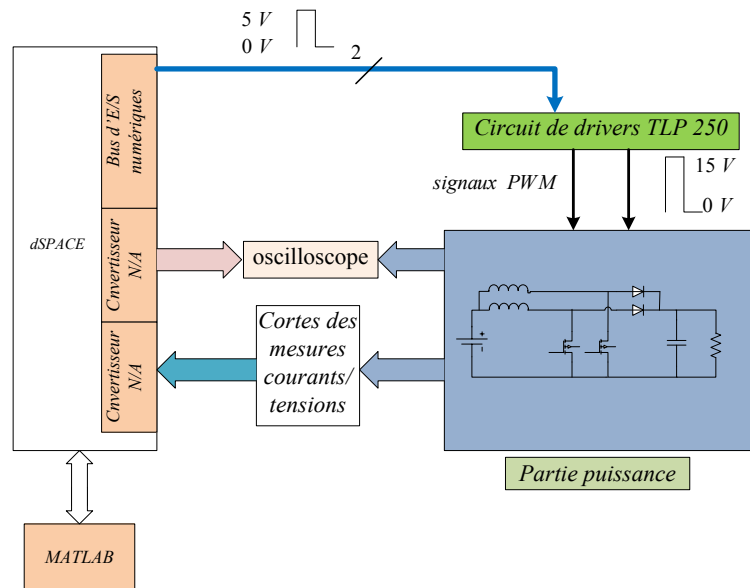 5 V
0 V
2
Bus d'E/S
numériques
Circuit de drivers TLP 250
signaux PWM
15 V
0 V
dSPACE
Cnvertisseur
N/A
oscilloscope
Cnvertisseur
N/A
Cortes des
mesures
courants/
tensions
+
-
Partie puissance
MATLAB